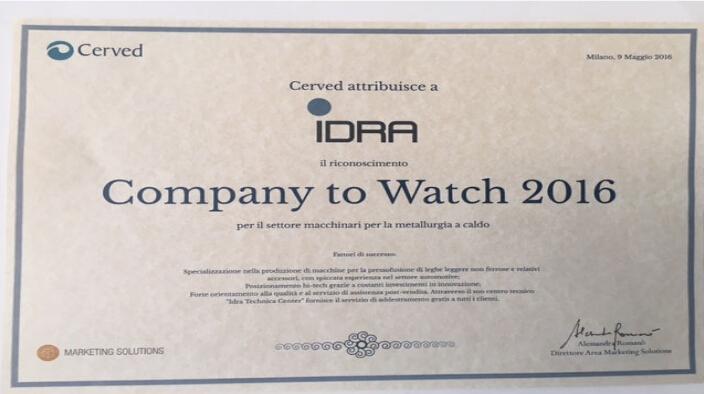 Cerved
Milano, 9 Maggio 2016
Cerved attribuisce a
IDRA
il riconoscimento
Company to Watch 2016
per il settore macchinari per la metallurgia a caldo
Fattori di successo:
Specializzazione nella produzione di macchine per la pressofusione di leghe leggere non ferrose e relativi
accessori, con spiccata esperienza nel settore automotive;
Posizionamento hi-tech grazie a costanti investimenti in innovazione;
Forte orientamento alla qualità e al servizio di assistenza post-vendita. Attraverso il suo centro tecnico
"Idra Technica Center" fornisce il servizio di addestramento gratis a tutti i clienti.
Alessandra Romanò
Direttore Area Marketing Solutions
MARKETING SOLUTIONS